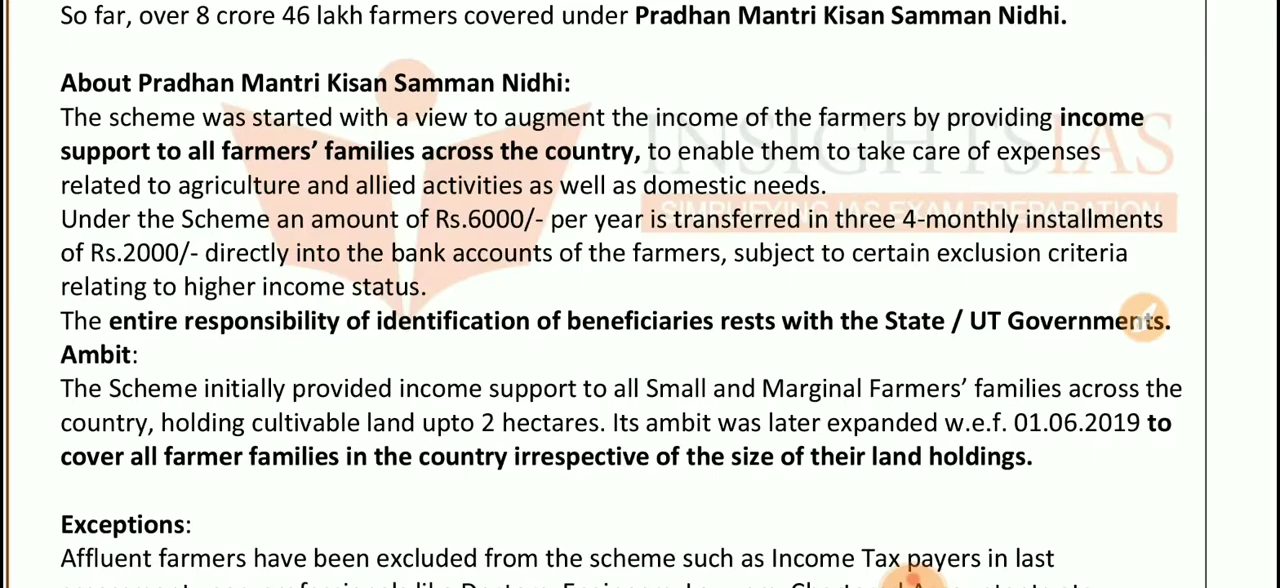 So far, over 8 crore 46 lakh farmers covered under Pradhan Mantri Kisan Samman Nidhi.
About Pradhan Mantri Kisan Samman Nidhi:
The scheme was started with a view to augment the income of the farmers by providing income
support to all farmers’ families across the country, to enable them to take care of expenses
related to agriculture and allied activities as well as domestic needs.
Under the Scheme an amount of Rs.6000/- per year is transferred in three 4-monthly installments
of Rs.2000/- directly into the bank accounts of the farmers, subject to certain exclusion criteria
relating to higher income status.
The entire responsibility of identification of beneficiaries rests with the State / UT Governments.
Ambit:
The Scheme initially provided income support to all Small and Marginal Farmers’ families across the
country, holding cultivable land upto 2 hectares. Its ambit was later expanded w.e.f. 01.06.2019 to
cover all farmer families in the country irrespective of the size of their land holdings.
Exceptions:
Affluent farmers have been excluded from the scheme such as Income Tax payers in last
INSIGHTSIAS
SIMPLIFYING IAS EXAM PREPARATION